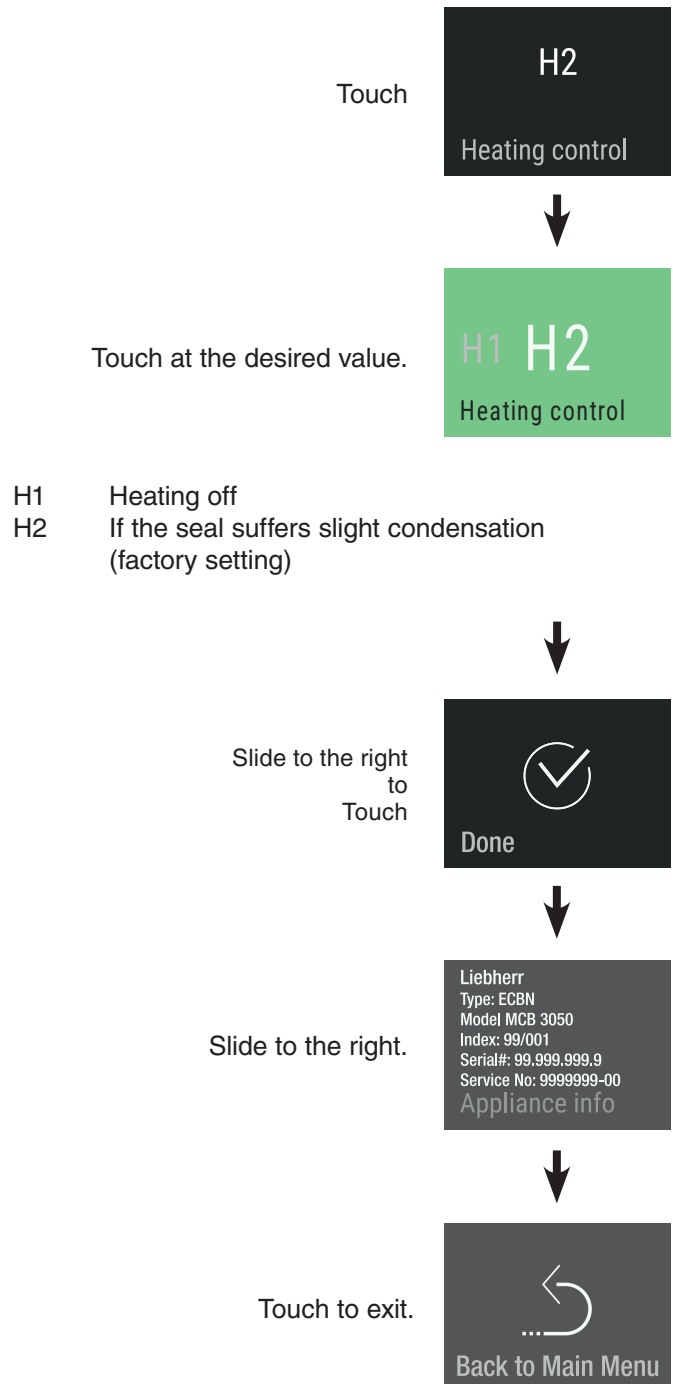 H2
Touch
Heating control
H1 H2
Touch at the desired value.
Heating control
H1 Heating off
H2 If the seal suffers slight condensation
(factory setting)
Slide to the right
to
Touch
Done
Liebherr
Type: ECBN
Model MCB 3050
Index: 99/001
Serial#: 99.999.999.9
Service No: 9999999-00
Appliance info
Slide to the right.
Touch to exit.
Back to Main Menu